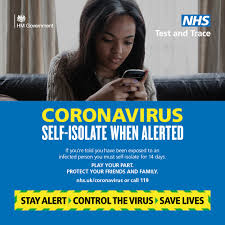 HM Government
NHS
Test and Trace
CORONAVIRUS
SELF-ISOLATE WHEN ALERTED
If you're told you have been exposed to an
infected person you must self-isolate for 14 days.
PLAY YOUR PART.
PROTECT YOUR FRIENDS AND FAMILY.
nhs.uk/coronavirus or call 119
STAY ALERT CONTROL THE VIRUS SAVE LIVES